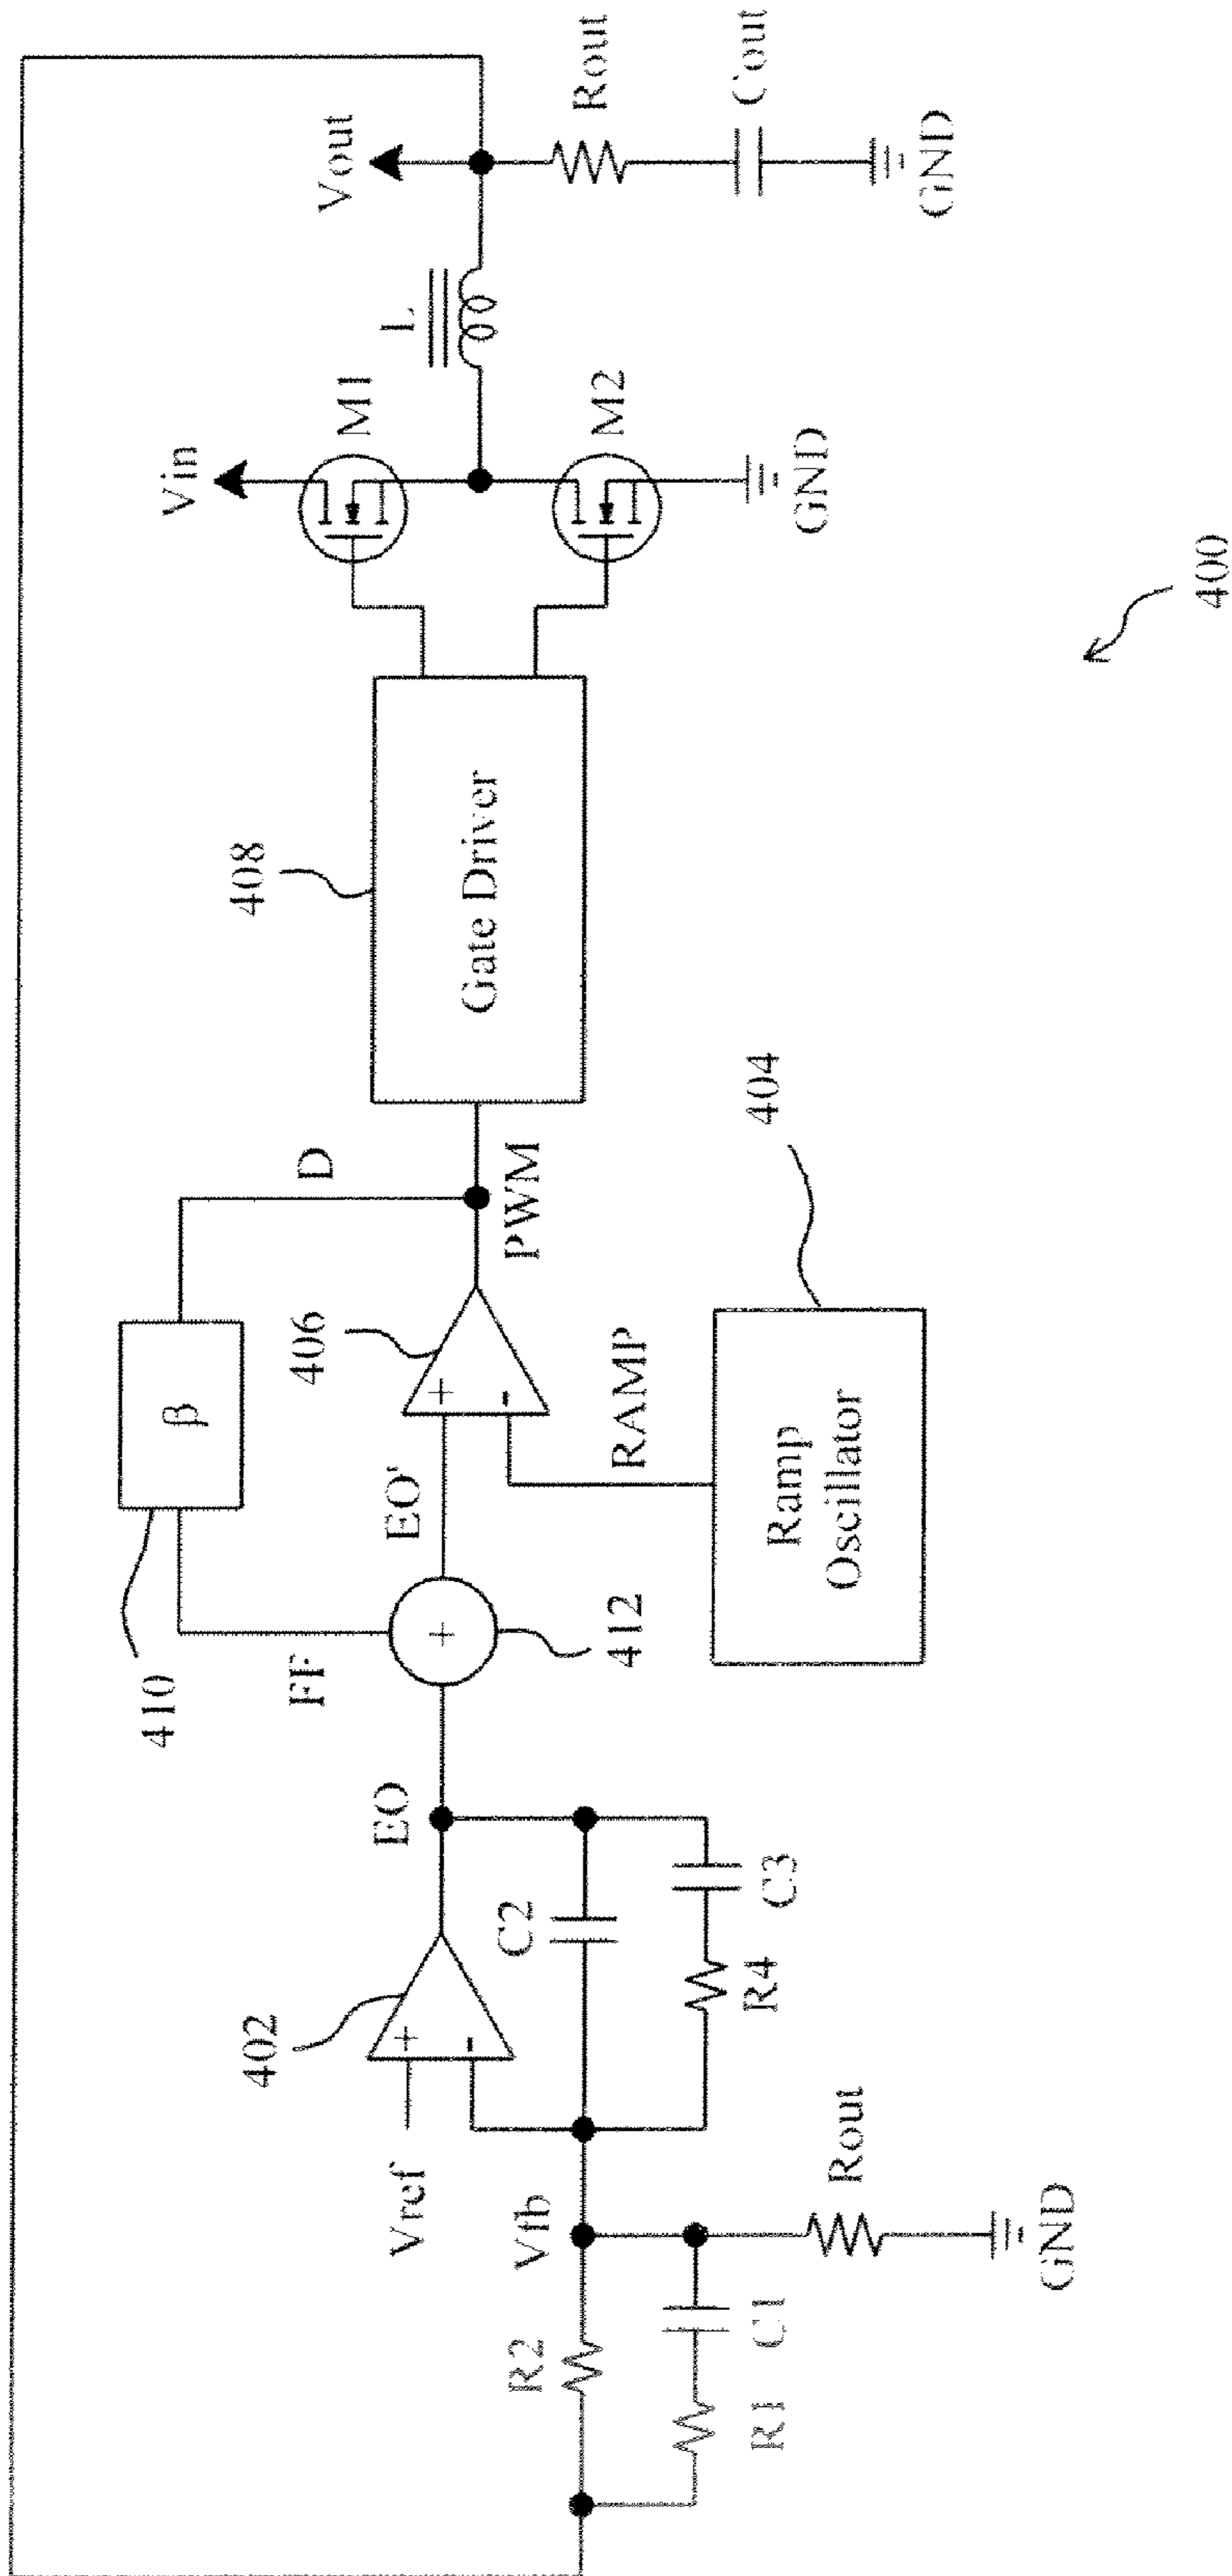 Vout
Rout
Cout
GND
L
Vin
M1
M2
GND
408
Gate Driver
D
PWM
β
410
FF
406
+
-
EO'
RAMP
+
412
404
Ramp
Oscillator
EO
402
+
-
Vref
C2
C3
R4
Vfb
R2
R1
C1
Rout
GND
400